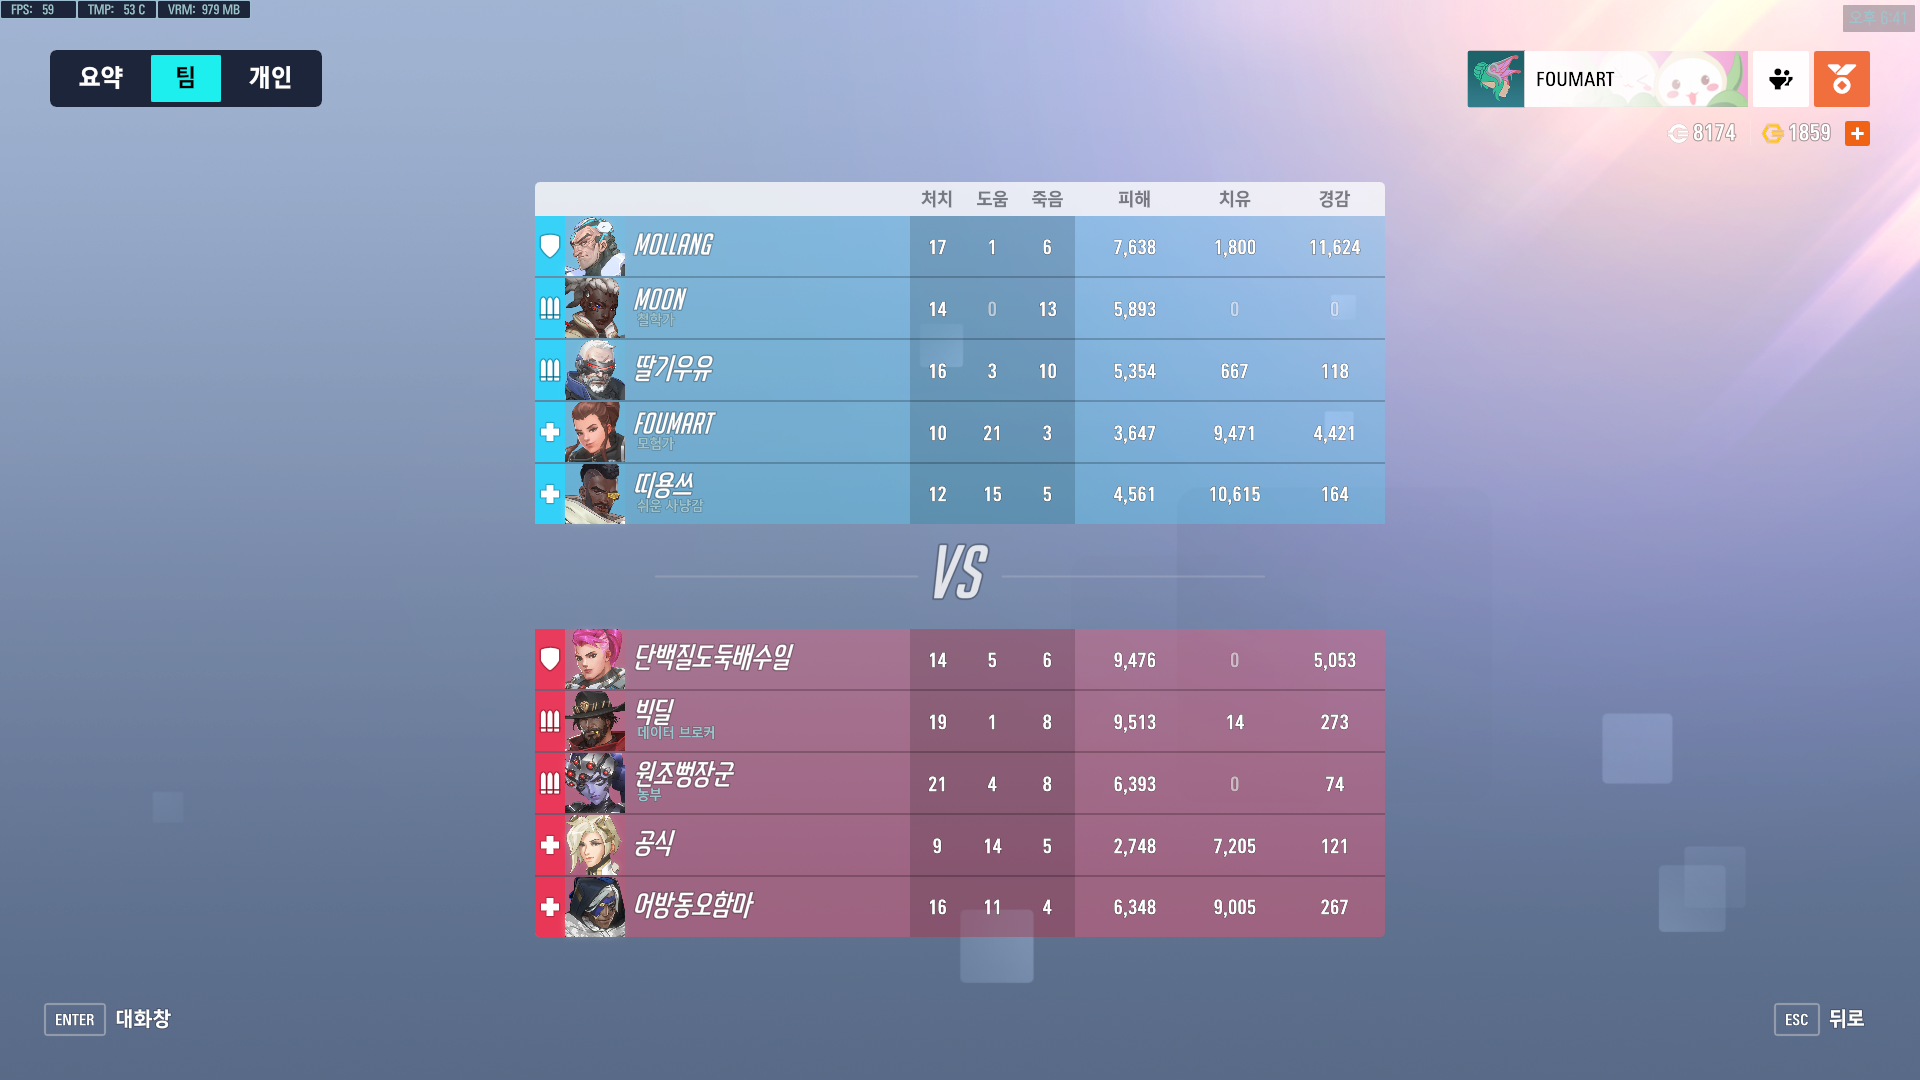 FPS: 59 TMP: 53 C VRM: 979 MB
오후 8:41
요약 팀 개인
FOUMART
8174 1859
처치 도움 죽음 피해 치유 경감
MOLLANG 17 1 6 7,638 1,800 11,624
MOON 14 0 13 5,893 0 0
철학가
딸기우유 16 3 10 5,354 667 118
FOUMART 10 21 3 3,647 9,471 4,421
모험가
띠용쓰 12 15 5 4,561 10,615 164
쉬운 사냥감
VS
단백질도둑배수일 14 5 6 9,476 0 5,053
빅딜 19 1 8 9,513 14 273
데이터 브로커
원조뻥장군 21 4 8 6,393 0 74
농부
공식 9 14 5 2,748 7,205 121
어방동오함마 16 11 4 6,348 9,005 267
ENTER 대화창
ESC 뒤로